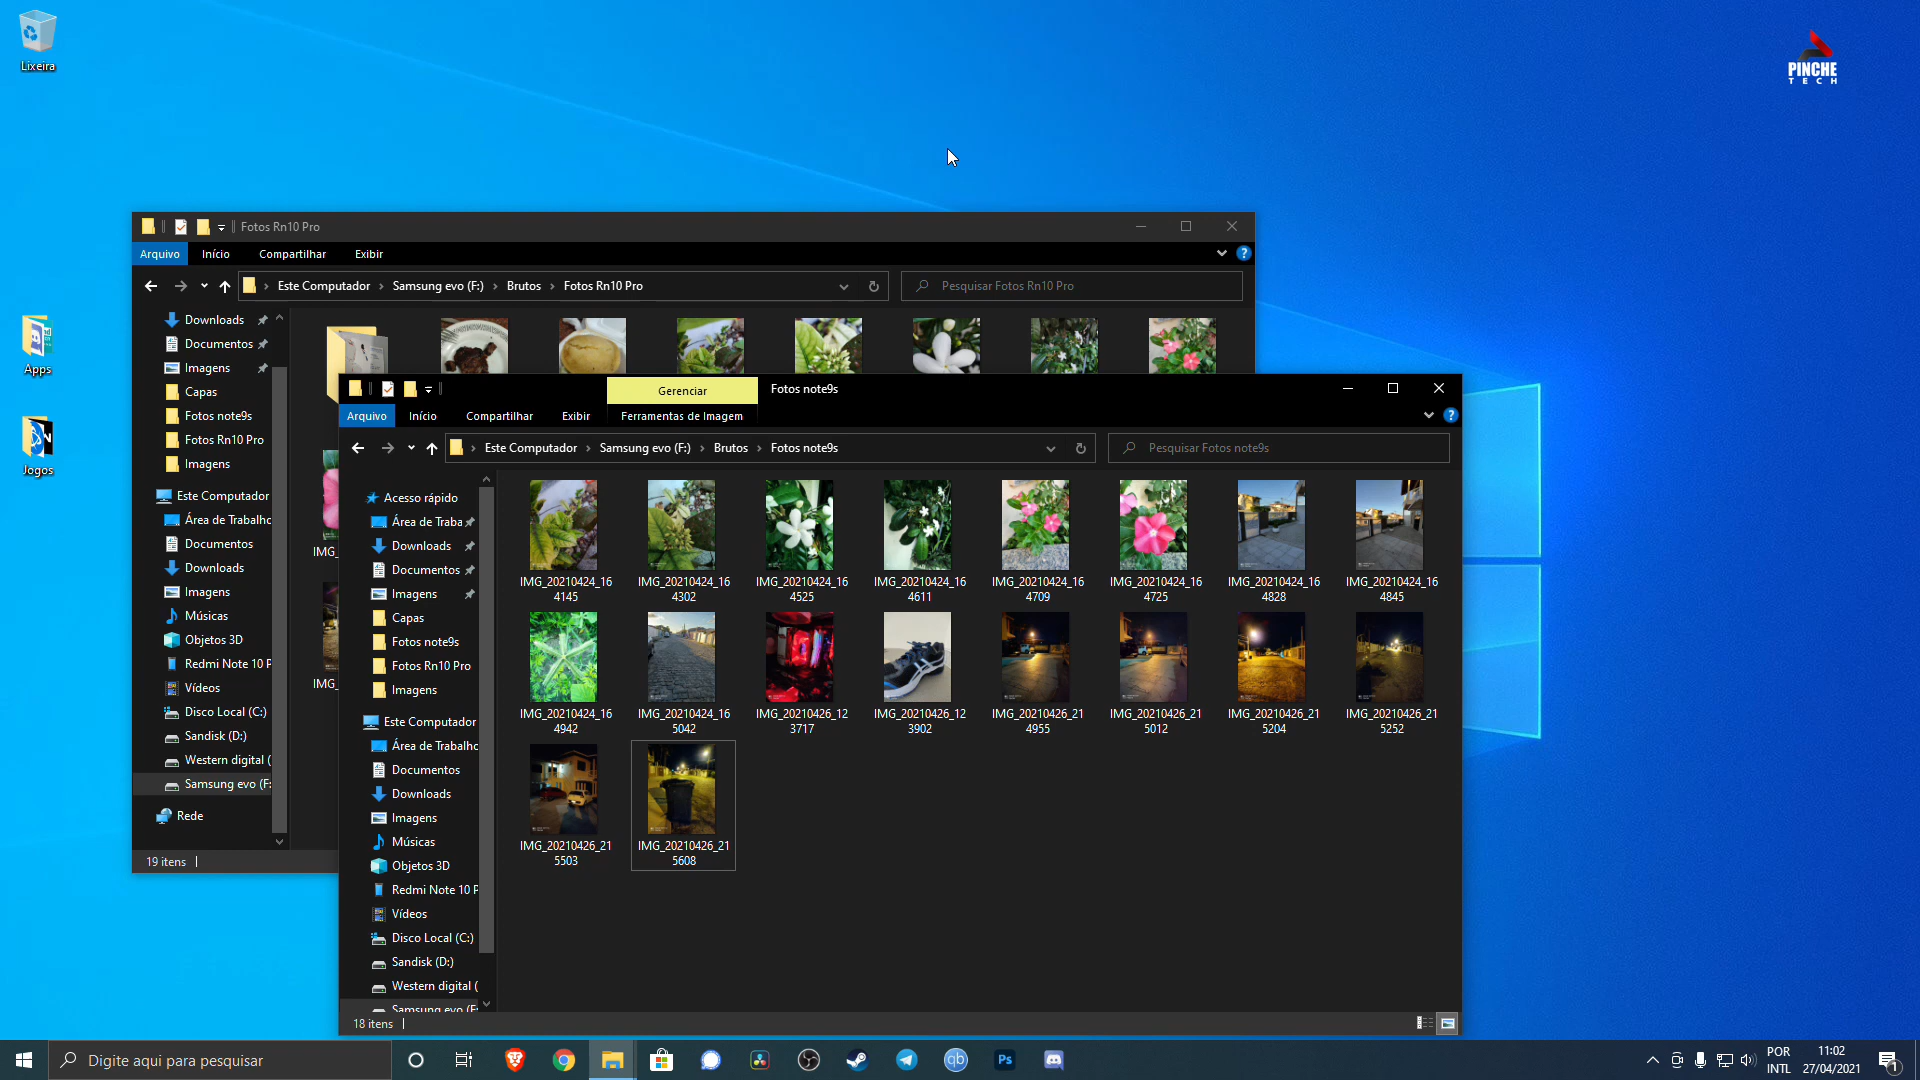 Lixeira
PINCHE
TECH
Apps
Jogos
Fotos Rn10 Pro
Arquivo Início Compartilhar Exibir
Este Computador › Samsung evo (F:) › Brutos › Fotos Rn10 Pro
Pesquisar Fotos Rn10 Pro
Downloads
Documentos
Imagens
Capas
Fotos note9s
Fotos Rn10 Pro
Imagens
Este Computador
Área de Trabalho
Documentos
Downloads
Imagens
Músicas
Objetos 3D
Redmi Note 10 P
Vídeos
Disco Local (C:)
Sandisk (D:)
Western digital (
Samsung evo (F:
Rede
IMG_
IMG_
19 itens
Gerenciar
Fotos note9s
Arquivo Início Compartilhar Exibir Ferramentas de Imagem
Este Computador › Samsung evo (F:) › Brutos › Fotos note9s
Pesquisar Fotos note9s
Acesso rápido
Área de Traba
Downloads
Documentos
Imagens
Capas
Fotos note9s
Fotos Rn10 Pro
Imagens
Este Computador
Área de Trabalho
Documentos
Downloads
Imagens
Músicas
Objetos 3D
Redmi Note 10 P
Vídeos
Disco Local (C:)
Sandisk (D:)
Western digital (
Samsung evo (F:
IMG_20210424_16
4145
IMG_20210424_16
4302
IMG_20210424_16
4525
IMG_20210424_16
4611
IMG_20210424_16
4709
IMG_20210424_16
4725
IMG_20210424_16
4828
IMG_20210424_16
4845
IMG_20210424_16
4942
IMG_20210424_16
5042
IMG_20210426_12
3717
IMG_20210426_12
3902
IMG_20210426_21
4955
IMG_20210426_21
5012
IMG_20210426_21
5204
IMG_20210426_21
5252
IMG_20210426_21
5503
IMG_20210426_21
5608
18 itens
Digite aqui para pesquisar
qb
Ps
POR
INTL
11:02
27/04/2021
1